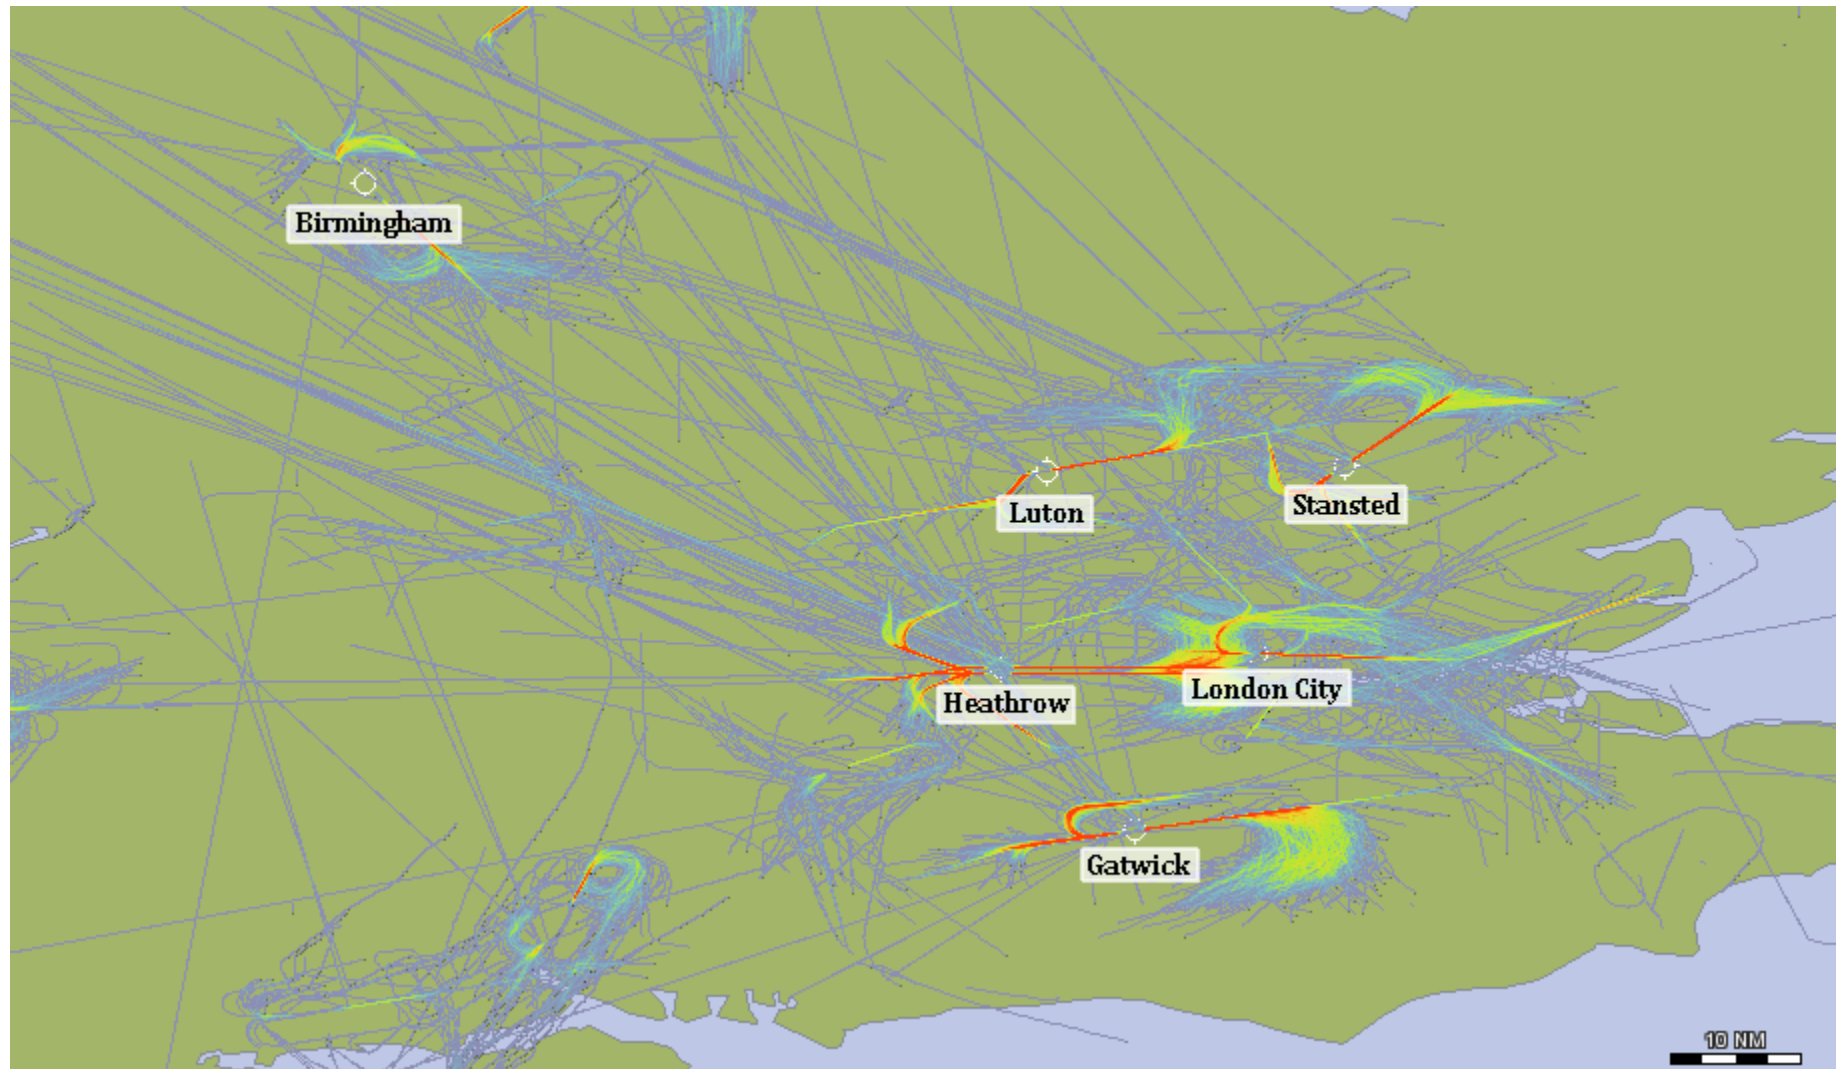 Birmingham
Luton
Stansted
Heathrow
London City
Gatwick
10 NM